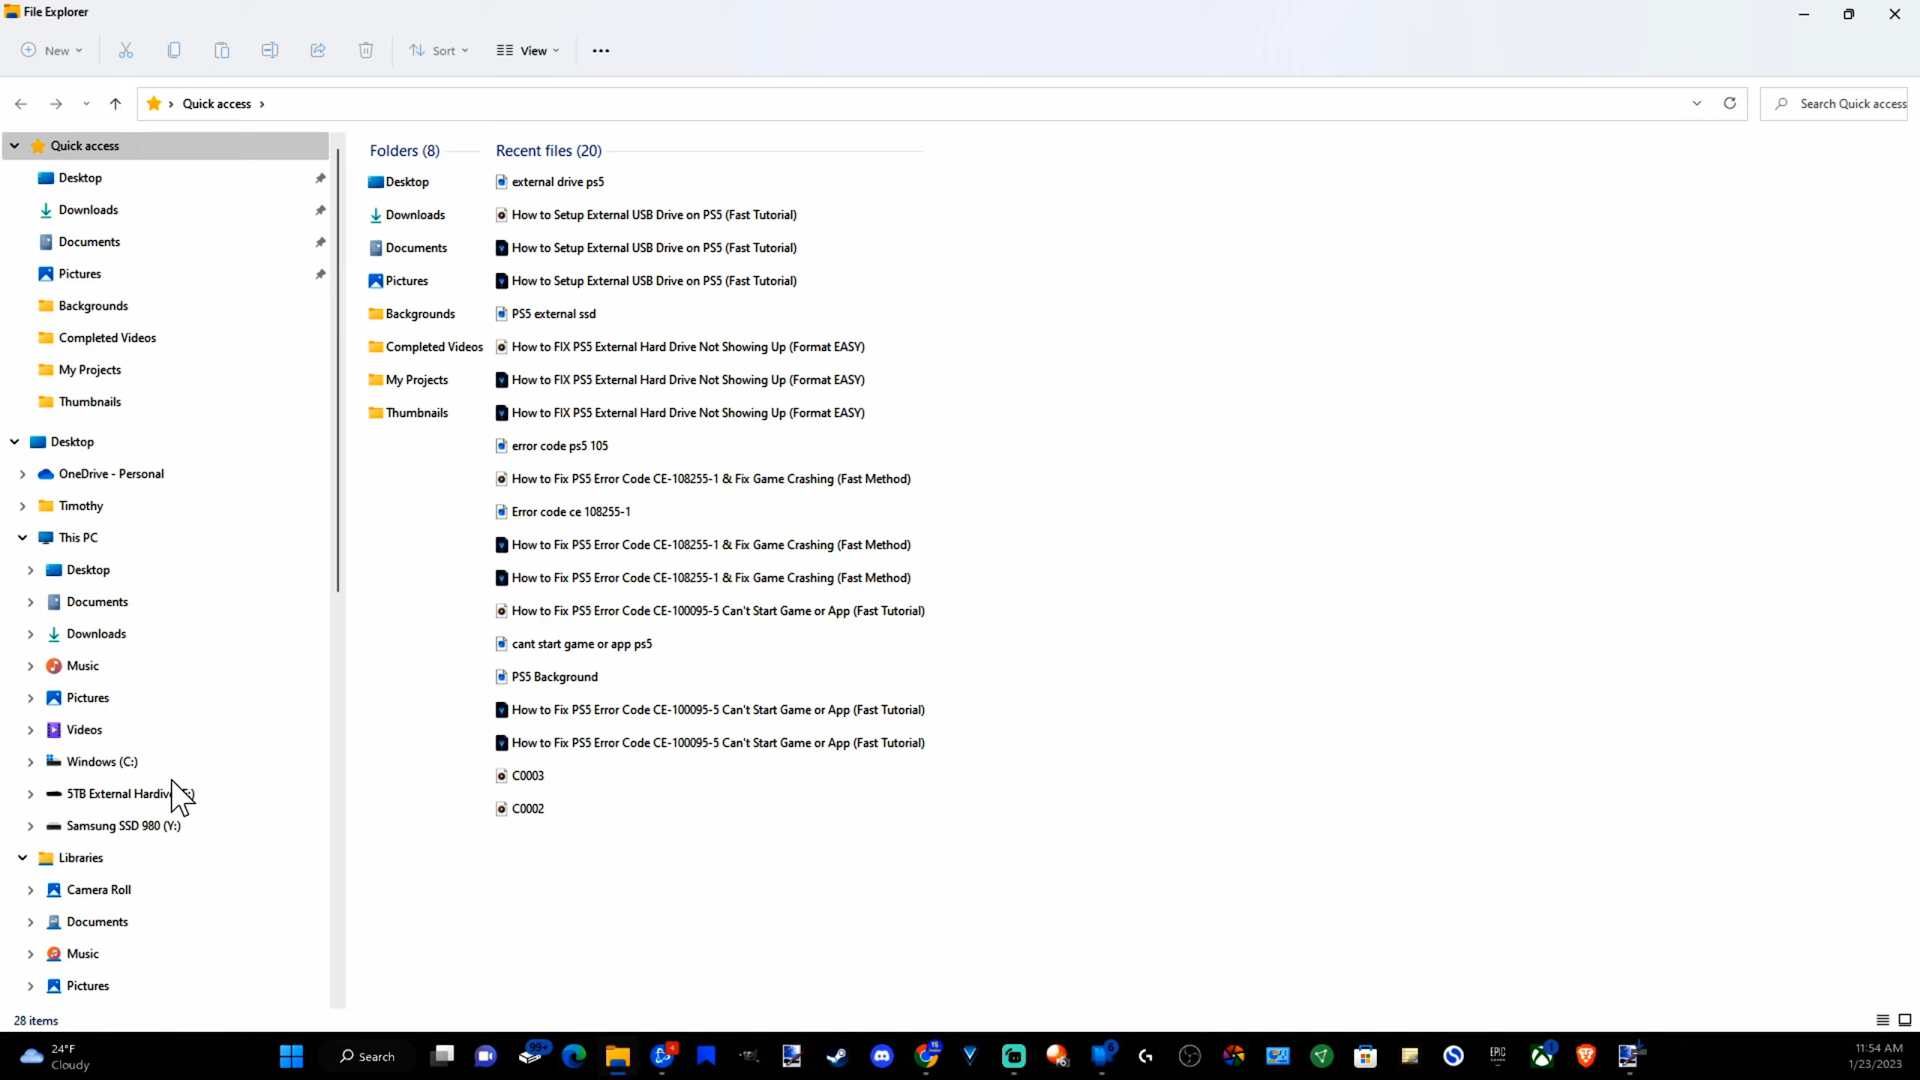 File Explorer
New
Sort
View
Quick access
Search Quick access
Quick access
Desktop
Downloads
Documents
Pictures
Backgrounds
Completed Videos
My Projects
Thumbnails
Desktop
OneDrive - Personal
Timothy
This PC
Desktop
Documents
Downloads
Music
Pictures
Videos
Windows (C:)
5TB External Hardiv
Samsung SSD 980 (Y:)
Libraries
Camera Roll
Documents
Music
Pictures
Folders (8)
Desktop
Downloads
Documents
Pictures
Backgrounds
Completed Videos
My Projects
Thumbnails
Recent files (20)
external drive ps5
How to Setup External USB Drive on PS5 (Fast Tutorial)
How to Setup External USB Drive on PS5 (Fast Tutorial)
How to Setup External USB Drive on PS5 (Fast Tutorial)
PS5 external ssd
How to FIX PS5 External Hard Drive Not Showing Up (Format EASY)
How to FIX PS5 External Hard Drive Not Showing Up (Format EASY)
How to FIX PS5 External Hard Drive Not Showing Up (Format EASY)
error code ps5 105
How to Fix PS5 Error Code CE-108255-1 & Fix Game Crashing (Fast Method)
Error code ce 108255-1
How to Fix PS5 Error Code CE-108255-1 & Fix Game Crashing (Fast Method)
How to Fix PS5 Error Code CE-108255-1 & Fix Game Crashing (Fast Method)
How to Fix PS5 Error Code CE-100095-5 Can't Start Game or App (Fast Tutorial)
cant start game or app ps5
PS5 Background
How to Fix PS5 Error Code CE-100095-5 Can't Start Game or App (Fast Tutorial)
How to Fix PS5 Error Code CE-100095-5 Can't Start Game or App (Fast Tutorial)
C0003
C0002
28 items
24°F
Cloudy
Search
99+
4
15
6
EPIC
1
11:54 AM
1/23/2023